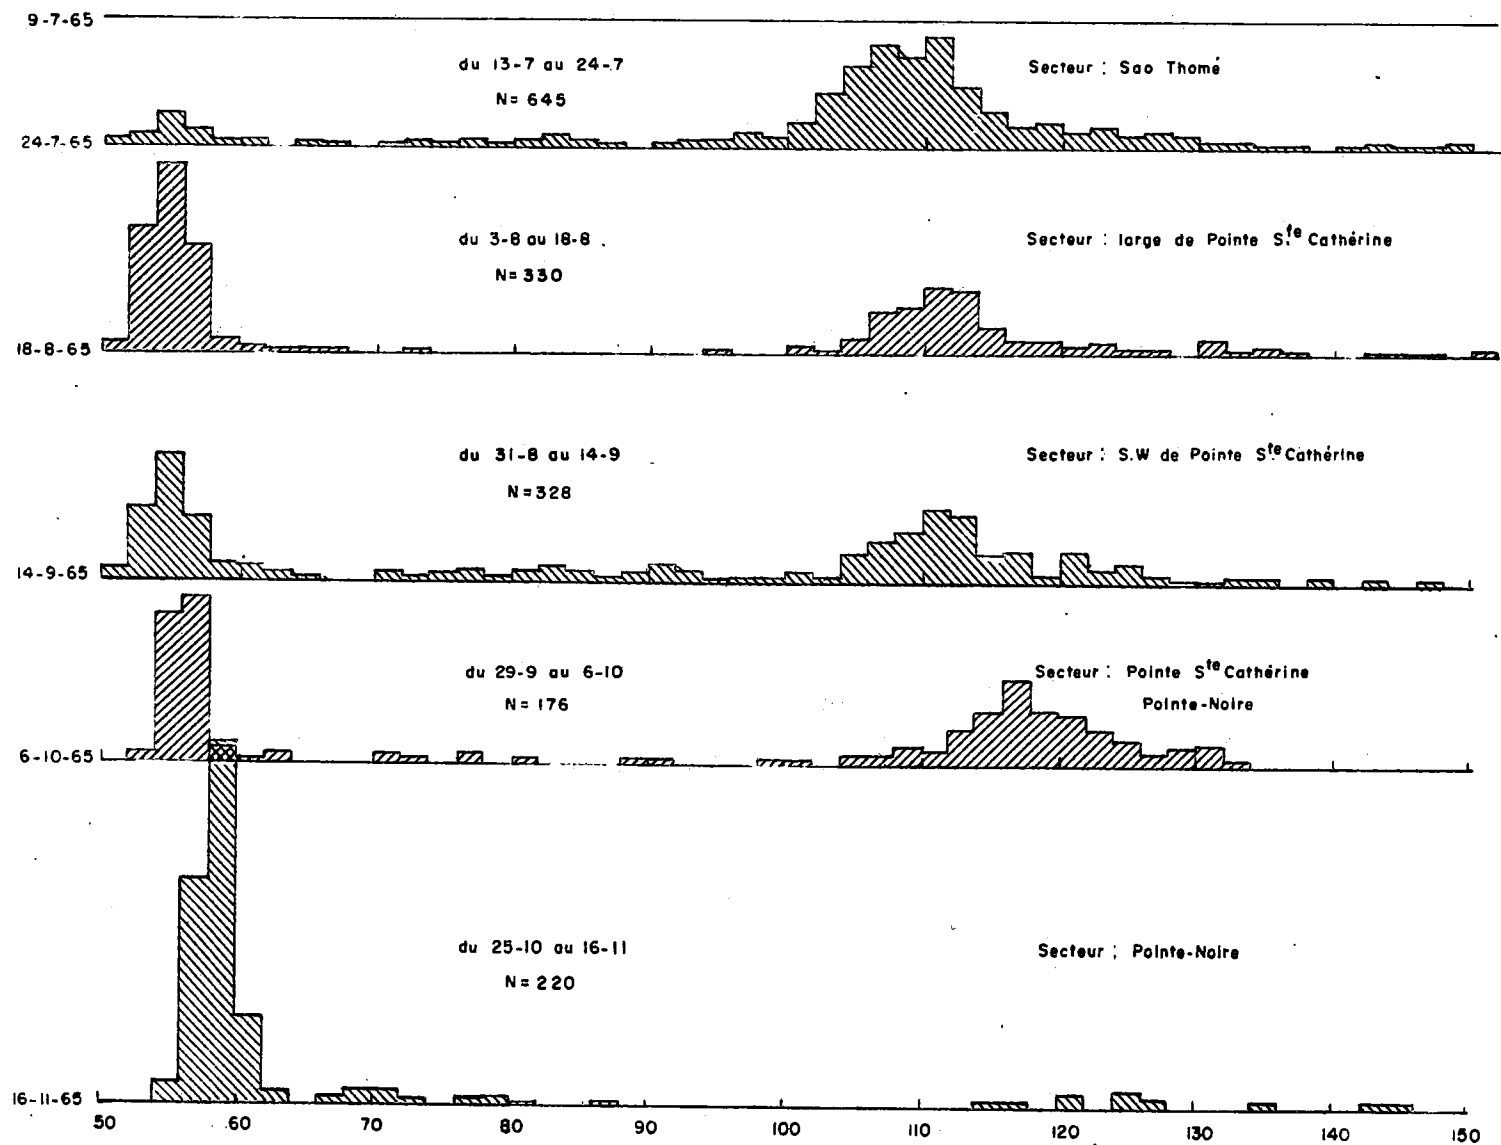 9-7-65
du 13-7 au 24-7
Secteur : Sao Thomé
N= 645
24-7-65
du 3-8 au 18-8
Secteur : large de Pointe Ste Cathérine
N= 330
18-8-65
du 31-8 au 14-9
Secteur : S.W de Pointe Ste Cathérine
N= 328
14-9-65
du 29-9 au 6-10
Secteur : Pointe Ste Cathérine
N= 176
Pointe-Noire
6-10-65
du 25-10 au 16-11
Secteur : Pointe-Noire
N= 220
16-11-65
50 60 70 80 90 100 110 120 130 140 150